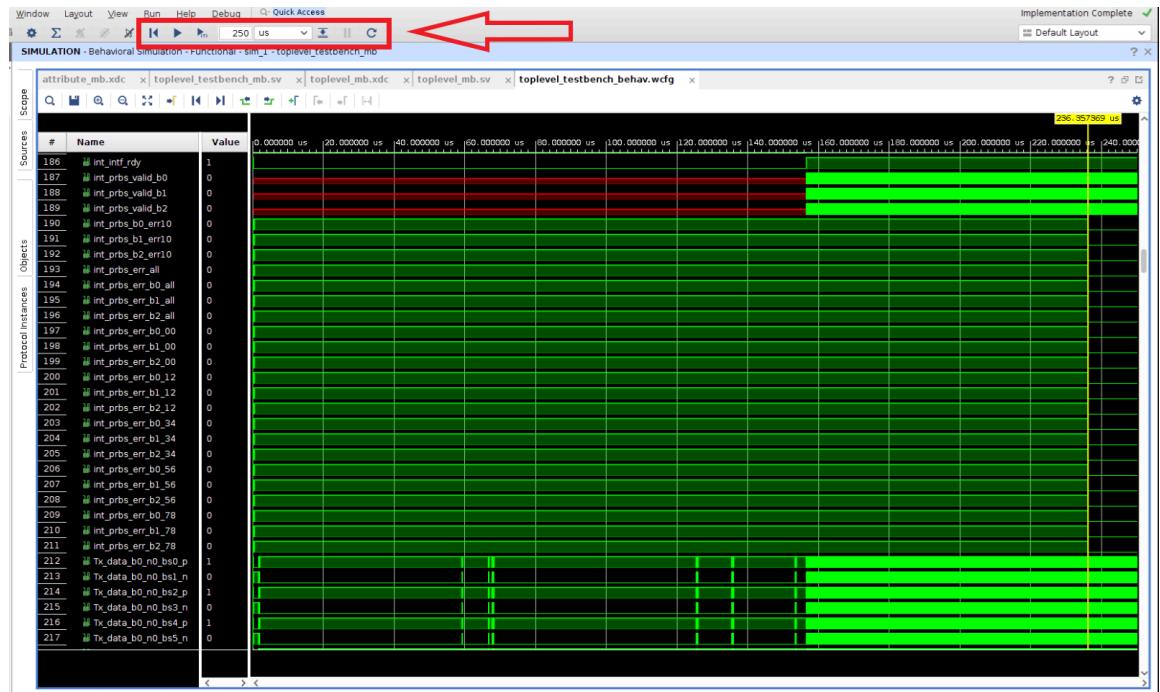 Window Layout View Run Help Debug Quick Access Implementation Complete
250 us Default Layout
SIMULATION - Behavioral Simulation - Functional - sim_1 - toplevel_testbench_mb ?
attribute_mb.xdc x toplevel_testbench_mb.sv x toplevel_mb.xdc x toplevel_mb.sv x toplevel_testbench_behav.wcfg x ?
Scope
Sources
Objects
Protocol Instances
236.357369 us
# Name Value 0.000000 us 20.000000 us 40.000000 us 60.000000 us 80.000000 us 100.000000 us 120.000000 us 140.000000 us 160.000000 us 180.000000 us 200.000000 us 220.000000 us 240.000
186 int_intf_rdy 1
187 int_prbs_valid_b0 0
188 int_prbs_valid_b1 0
189 int_prbs_valid_b2 0
190 int_prbs_b0_err10 0
191 int_prbs_b1_err10 0
192 int_prbs_b2_err10 0
193 int_prbs_err_all 0
194 int_prbs_err_b0_all 0
195 int_prbs_err_b1_all 0
196 int_prbs_err_b2_all 0
197 int_prbs_err_b0_00 0
198 int_prbs_err_b1_00 0
199 int_prbs_err_b2_00 0
200 int_prbs_err_b0_12 0
201 int_prbs_err_b1_12 0
202 int_prbs_err_b2_12 0
203 int_prbs_err_b0_34 0
204 int_prbs_err_b1_34 0
205 int_prbs_err_b2_34 0
206 int_prbs_err_b0_56 0
207 int_prbs_err_b1_56 0
208 int_prbs_err_b2_56 0
209 int_prbs_err_b0_78 0
210 int_prbs_err_b1_78 0
211 int_prbs_err_b2_78 0
212 Tx_data_b0_n0_bs0_p 1
213 Tx_data_b0_n0_bs1_n 0
214 Tx_data_b0_n0_bs2_p 1
215 Tx_data_b0_n0_bs3_n 0
216 Tx_data_b0_n0_bs4_p 1
217 Tx_data_b0_n0_bs5_n 0